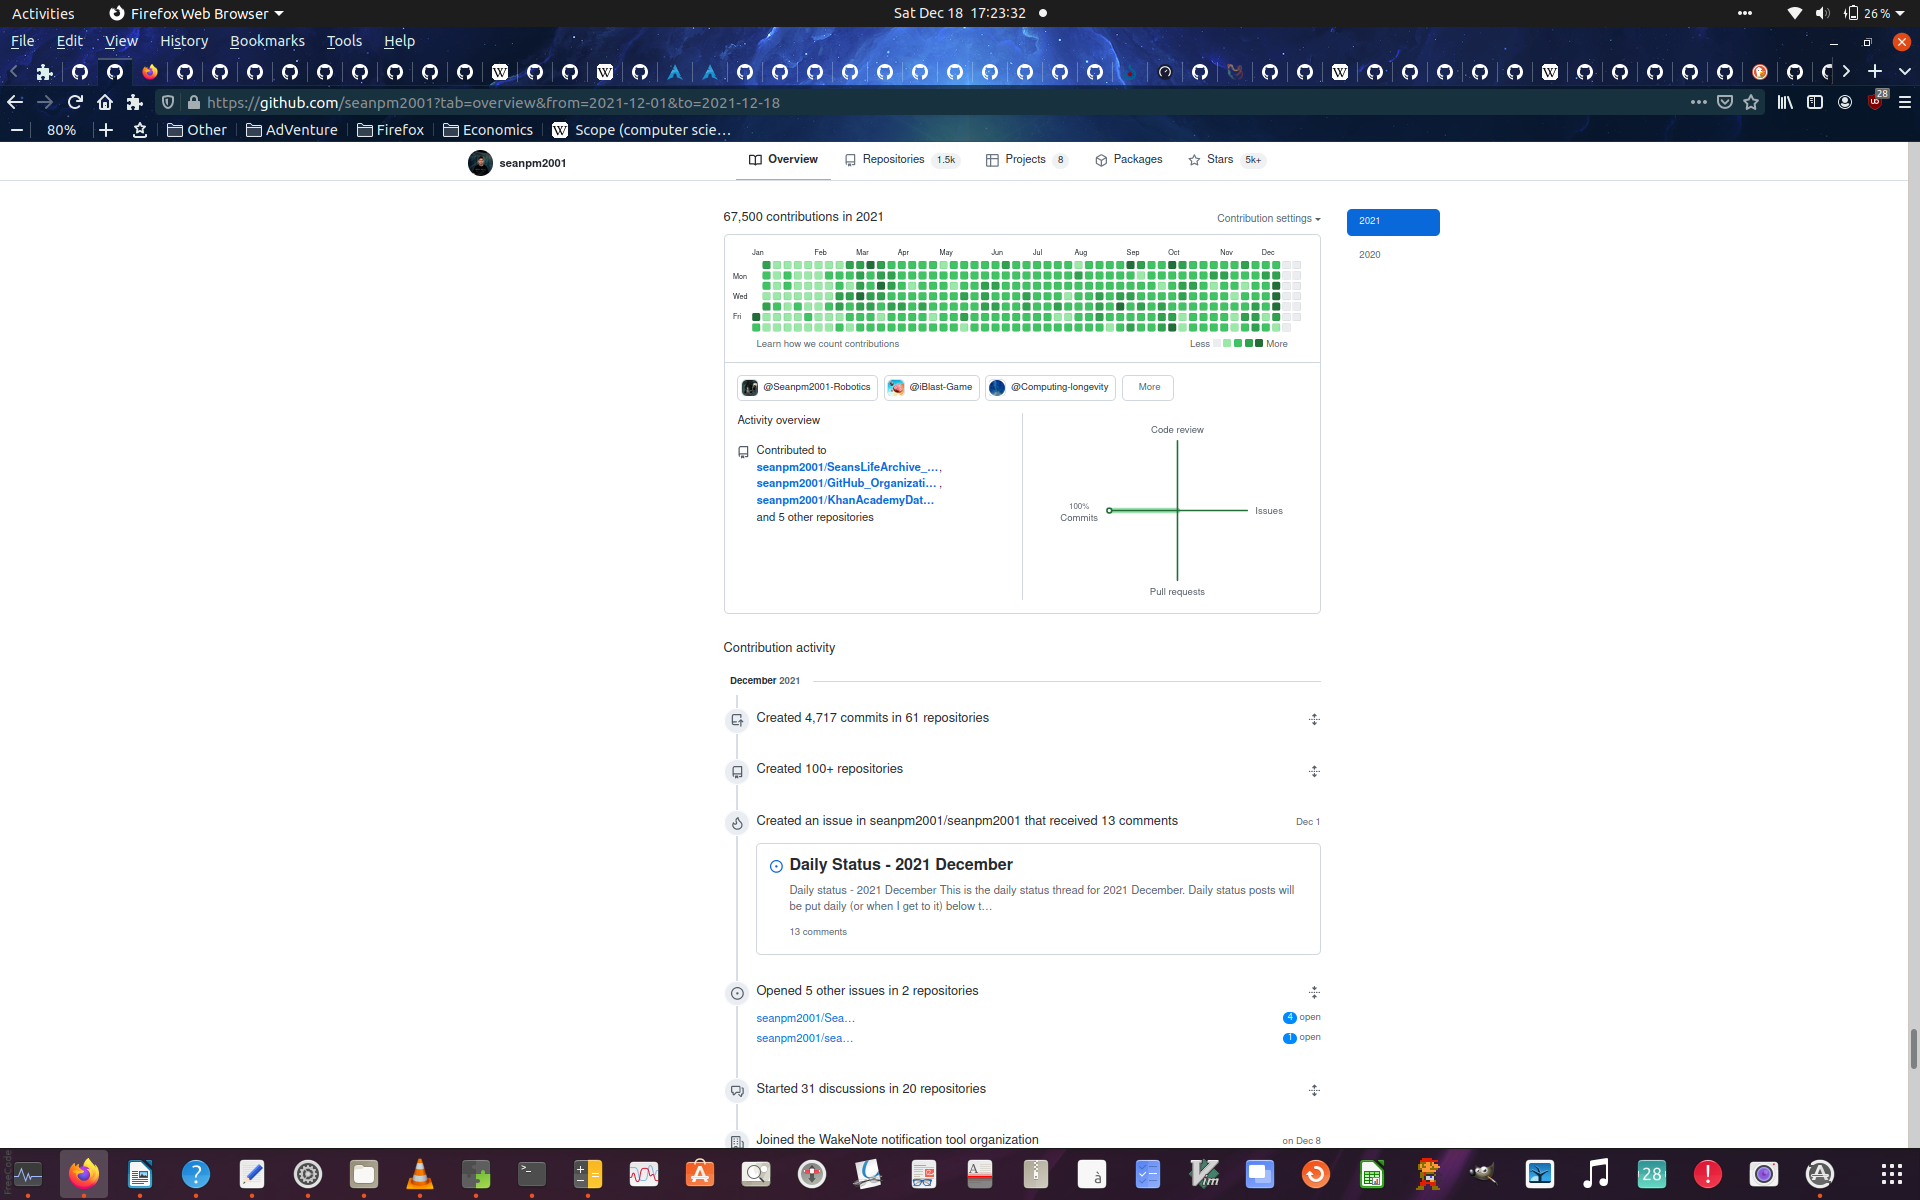 Activities Firefox Web Browser Sat Dec 18 17:23:32 26 %
File Edit View History Bookmarks Tools Help
https://github.com/seanpm2001?tab=overview&from=2021-12-01&to=2021-12-18 28
80% Other AdVenture Firefox Economics W Scope (computer scie…
seanpm2001 Overview Repositories 1.5k Projects 8 Packages Stars 5k+
67,500 contributions in 2021 Contribution settings 2021
2020
Jan Feb Mar Apr May Jun Jul Aug Sep Oct Nov Dec
Mon
Wed
Fri
Learn how we count contributions Less More
@Seanpm2001-Robotics @iBlast-Game @Computing-longevity More
Activity overview
Contributed to
seanpm2001/SeansLifeArchive_…,
seanpm2001/GitHub_Organizati… ,
seanpm2001/KhanAcademyDat…
and 5 other repositories
Code review
100%
Commits
Issues
Pull requests
Contribution activity
December 2021
Created 4,717 commits in 61 repositories
Created 100+ repositories
Created an issue in seanpm2001/seanpm2001 that received 13 comments Dec 1
Daily Status - 2021 December
Daily status - 2021 December This is the daily status thread for 2021 December. Daily status posts will
be put daily (or when I get to it) below t…
13 comments
Opened 5 other issues in 2 repositories
seanpm2001/Sea… 4 open
seanpm2001/sea… 1 open
Started 31 discussions in 20 repositories
Joined the WakeNote notification tool organization on Dec 8
28